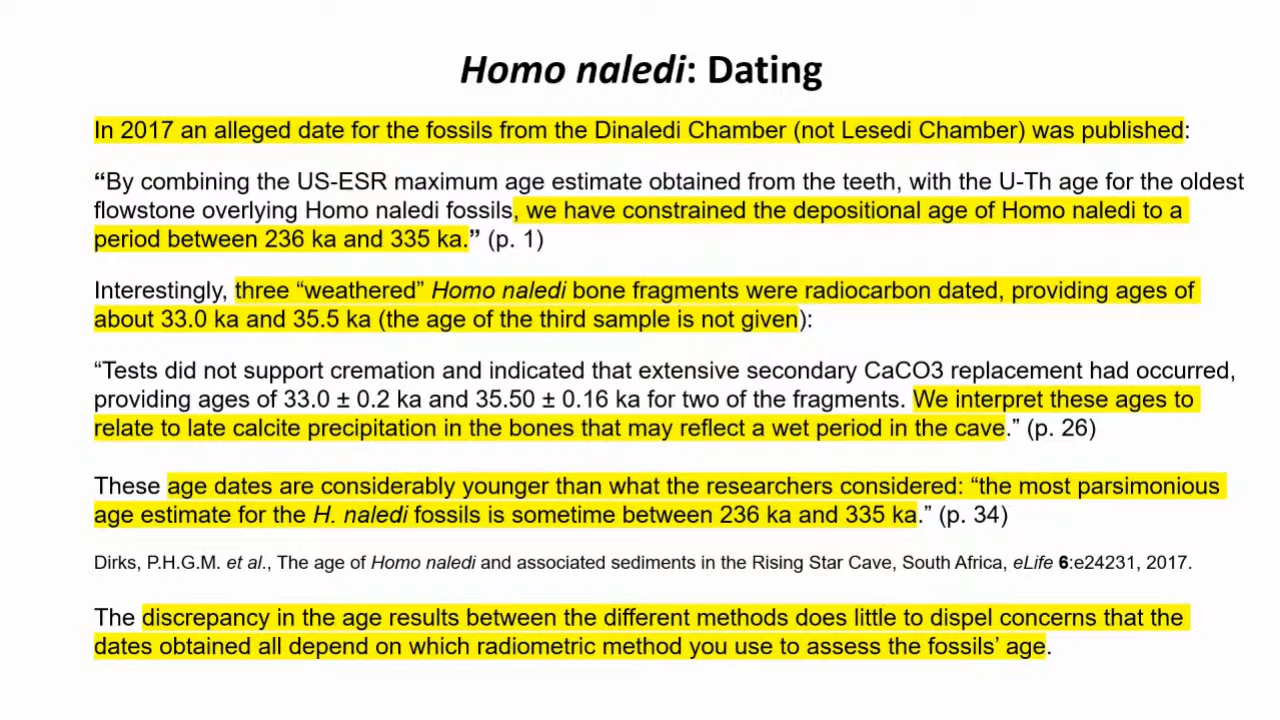 Homo naledi: Dating
In 2017 an alleged date for the fossils from the Dinaledi Chamber (not Lesedi Chamber) was published:
“By combining the US-ESR maximum age estimate obtained from the teeth, with the U-Th age for the oldest
flowstone overlying Homo naledi fossils, we have constrained the depositional age of Homo naledi to a
period between 236 ka and 335 ka.” (p. 1)
Interestingly, three “weathered” Homo naledi bone fragments were radiocarbon dated, providing ages of
about 33.0 ka and 35.5 ka (the age of the third sample is not given):
“Tests did not support cremation and indicated that extensive secondary CaCO3 replacement had occurred,
providing ages of 33.0 ± 0.2 ka and 35.50 ± 0.16 ka for two of the fragments. We interpret these ages to
relate to late calcite precipitation in the bones that may reflect a wet period in the cave.” (p. 26)
These age dates are considerably younger than what the researchers considered: “the most parsimonious
age estimate for the H. naledi fossils is sometime between 236 ka and 335 ka.” (p. 34)
Dirks, P.H.G.M. et al., The age of Homo naledi and associated sediments in the Rising Star Cave, South Africa, eLife 6:e24231, 2017.
The discrepancy in the age results between the different methods does little to dispel concerns that the
dates obtained all depend on which radiometric method you use to assess the fossils’ age.